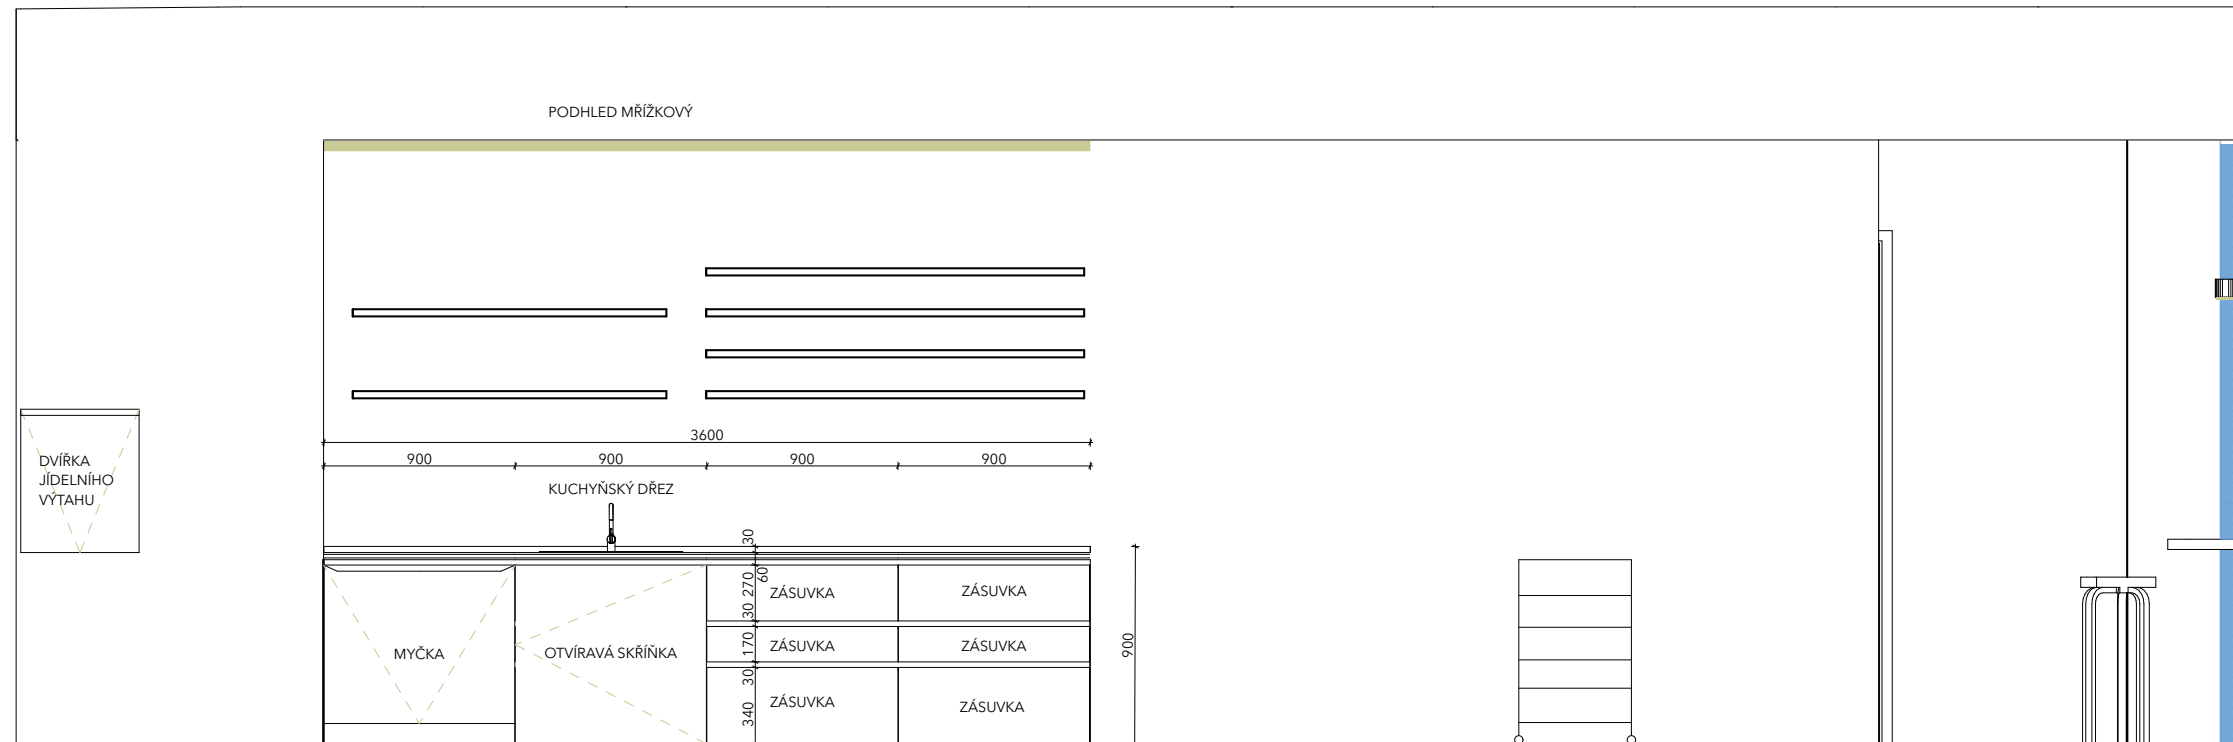 PODHLED MŘÍŽKOVÝ
3600
900 900 900 900
DVÍŘKA
JÍDELNÍHO
VÝTAHU
KUCHYŇSKÝ DŘEZ
30
60
270
30
170
30
340
900
ZÁSUVKA ZÁSUVKA
MYČKA OTVÍRAVÁ SKŘÍŇKA ZÁSUVKA ZÁSUVKA
ZÁSUVKA ZÁSUVKA